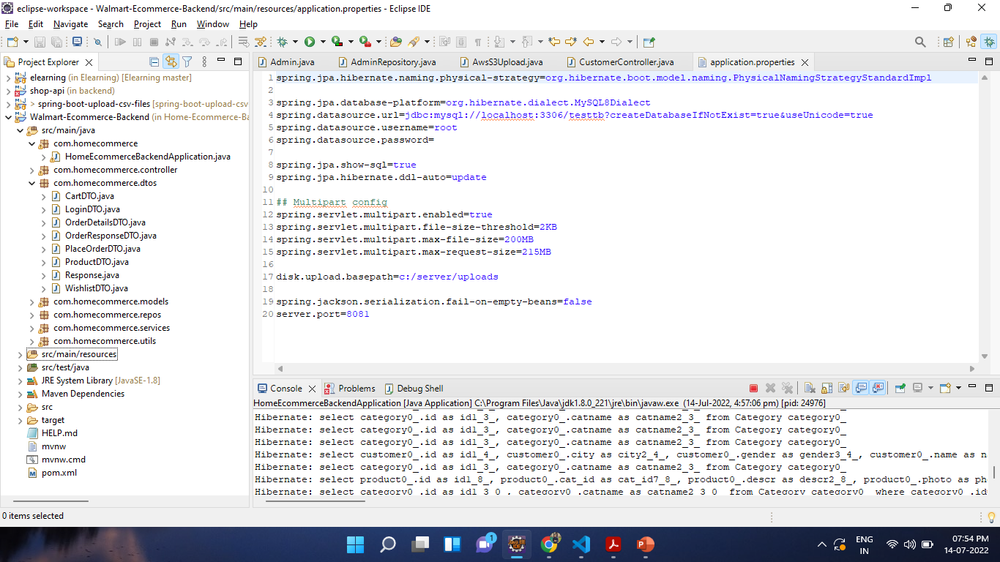 eclipse-workspace - Walmart-Ecommerce-Backend/src/main/resources/application.properties - Eclipse IDE
File Edit Navigate Search Project Run Window Help
Project Explorer
elearning (in Elearning) [Elearning master]
shop-api (in backend)
> spring-boot-upload-csv-files [spring-boot-upload-csv
Walmart-Ecommerce-Backend (in Home-Ecommerce-Ba
src/main/java
com.homecommerce
HomeEcommerceBackendApplication.java
com.homecommerce.controller
com.homecommerce.dtos
CartDTO.java
LoginDTO.java
OrderDetailsDTO.java
OrderResponseDTO.java
PlaceOrderDTO.java
ProductDTO.java
Response.java
WishlistDTO.java
com.homecommerce.models
com.homecommerce.repos
com.homecommerce.services
com.homecommerce.utils
src/main/resources
src/test/java
JRE System Library [JavaSE-1.8]
Maven Dependencies
src
target
HELP.md
mvnw
mvnw.cmd
pom.xml
Admin.java AdminRepository.java AwsS3Upload.java CustomerController.java application.properties
1 spring.jpa.hibernate.naming.physical-strategy=org.hibernate.boot.model.naming.PhysicalNamingStrategyStandardImpl
2
3 spring.jpa.database-platform=org.hibernate.dialect.MySQL8Dialect
4 spring.datasource.url=jdbc:mysql://localhost:3306/testtb?createDatabaseIfNotExist=true&useUnicode=true
5 spring.datasource.username=root
6 spring.datasource.password=
7
8 spring.jpa.show-sql=true
9 spring.jpa.hibernate.ddl-auto=update
10
11 ## Multipart config
12 spring.servlet.multipart.enabled=true
13 spring.servlet.multipart.file-size-threshold=2KB
14 spring.servlet.multipart.max-file-size=200MB
15 spring.servlet.multipart.max-request-size=215MB
16
17 disk.upload.basepath=c:/server/uploads
18
19 spring.jackson.serialization.fail-on-empty-beans=false
20 server.port=8081
Console Problems Debug Shell
HomeEcommerceBackendApplication [Java Application] C:\Program Files\Java\jdk1.8.0_221\jre\bin\javaw.exe (14-Jul-2022, 4:57:06 pm) [pid: 24976]
Hibernate: select category0_.id as id1_3_, category0_.catname as catname2_3_ from Category category0_
Hibernate: select category0_.id as id1_3_, category0_.catname as catname2_3_ from Category category0_
Hibernate: select category0_.id as id1_3_, category0_.catname as catname2_3_ from Category category0_
Hibernate: select customer0_.id as id1_4_, customer0_.city as city2_4_, customer0_.gender as gender3_4_, customer0_.name as n
Hibernate: select category0_.id as id1_3_, category0_.catname as catname2_3_ from Category category0_
Hibernate: select product0_.id as id1_8_, product0_.cat_id as cat_id7_8_, product0_.descr as descr2_8_, product0_.photo as ph
Hibernate: select category0_.id as id1_3_0_, category0_.catname as catname2_3_0_ from Category category0_ where category0_.id
0 items selected
1
ENG
IN
07:54 PM
14-07-2022